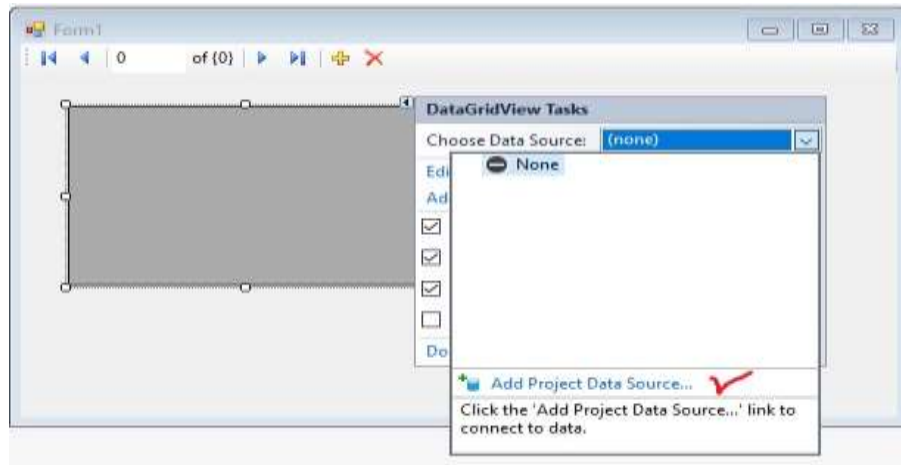 Form1
0 of {0}
DataGridView Tasks
Choose Data Source: (none)
None
Edi
Ad
Do
Add Project Data Source...
Click the 'Add Project Data Source...' link to
connect to data.